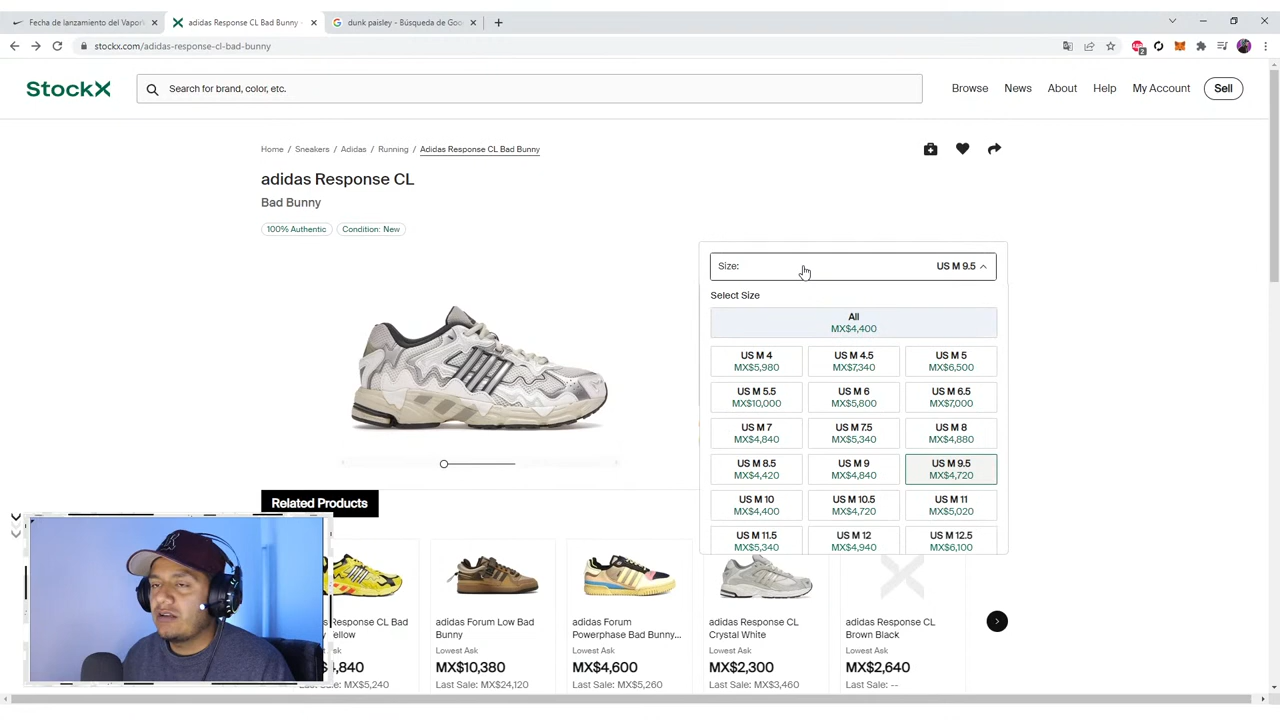 Fecha de lanzamiento del Vapor
adidas Response CL Bad Bunny -
dunk paisley - Búsqueda de Goo
stockx.com/adidas-response-cl-bad-bunny
StockX
Search for brand, color, etc.
Browse News About Help My Account Sell
Home / Sneakers / Adidas / Running / Adidas Response CL Bad Bunny
adidas Response CL
Bad Bunny
100% Authentic Condition: New
Size: US M 9.5
Select Size
All
MX$4,400
US M 4 US M 4.5 US M 5
MX$5,980 MX$7,340 MX$6,500
US M 5.5 US M 6 US M 6.5
MX$10,000 MX$5,800 MX$7,000
US M 7 US M 7.5 US M 8
MX$4,840 MX$5,340 MX$4,880
US M 8.5 US M 9 US M 9.5
MX$4,420 MX$4,840 MX$4,720
US M 10 US M 10.5 US M 11
MX$4,400 MX$4,720 MX$5,020
US M 11.5 US M 12 US M 12.5
MX$5,340 MX$4,940 MX$6,100
Related Products
Response CL Bad
adidas Forum Low Bad
Bunny
Lowest Ask
MX$10,380
Last Sale: MX$24,120
adidas Forum
Powerphase Bad Bunny...
Lowest Ask
MX$4,600
Last Sale: MX$5,260
adidas Response CL
Crystal White
Lowest Ask
MX$2,300
Last Sale: MX$3,460
adidas Response CL
Brown Black
Lowest Ask
MX$2,640
Last Sale: --
,840
MX$5,240